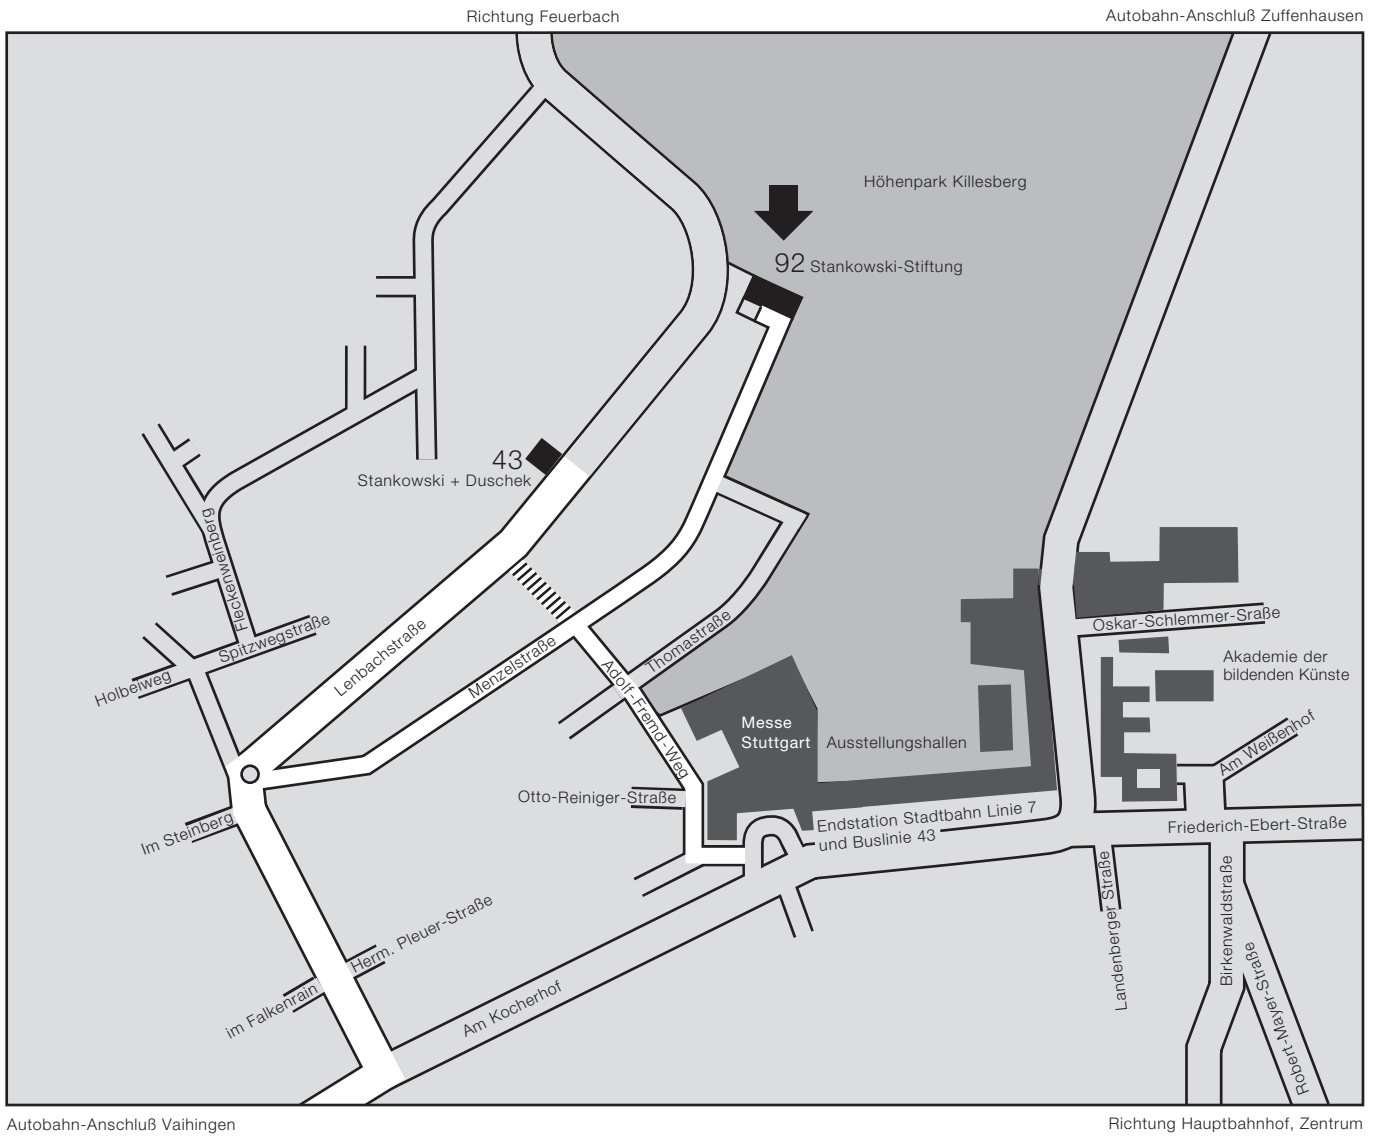 Richtung Feuerbach
Autobahn-Anschluß Zuffenhausen
Höhenpark Killesberg
92 Stankowski-Stiftung
43
Stankowski + Duschek
Fleckenweinberg
Spitzwegstraße
Holbeiweg
Lenbachstraße
Menzelstraße
Adolf-Fremd-Weg
Thomastraße
Oskar-Schlemmer-Sraße
Akademie der
bildenden Künste
Messe
Stuttgart
Ausstellungshallen
Am Weißenhof
Otto-Reiniger-Straße
Endstation Stadtbahn Linie 7
und Buslinie 43
Friederich-Ebert-Straße
Im Steinberg
Herm. Pleuer-Straße
im Falkenrain
Am Kocherhof
Landenberger Straße
Birkenwaldstraße
Robert-Mayer-Straße
Autobahn-Anschluß Vaihingen
Richtung Hauptbahnhof, Zentrum